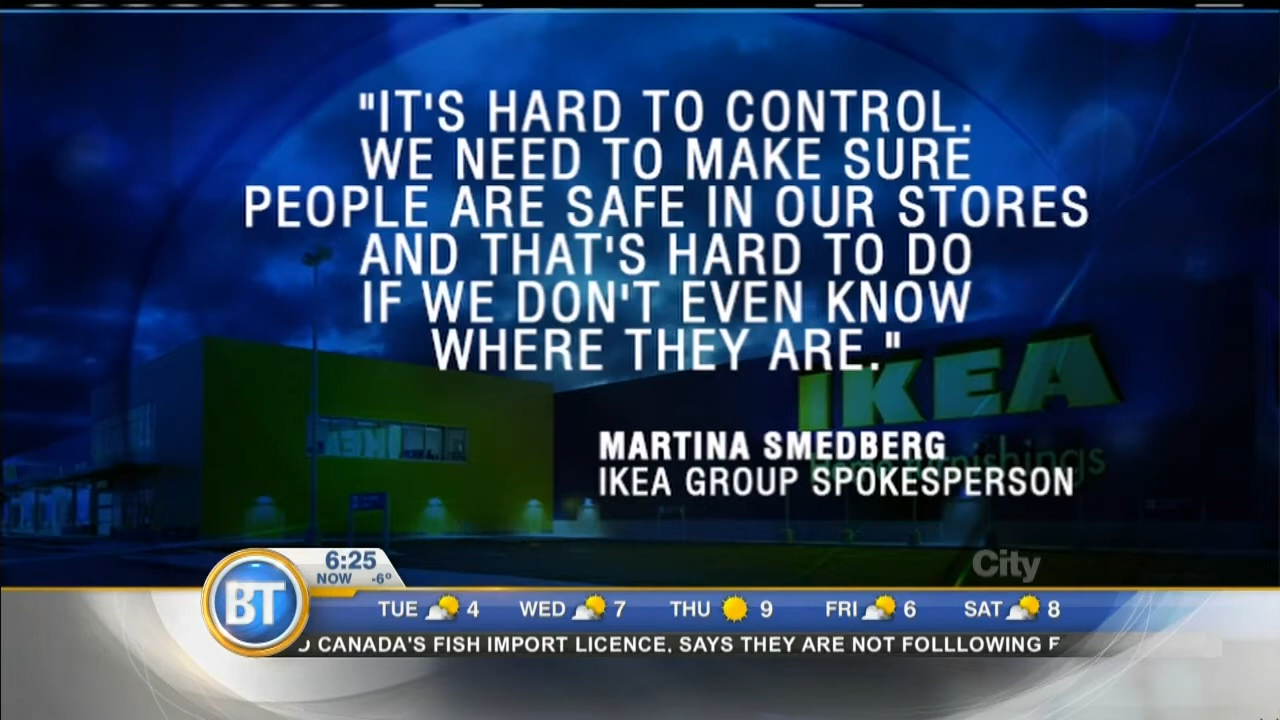 "IT'S HARD TO CONTROL.
WE NEED TO MAKE SURE
PEOPLE ARE SAFE IN OUR STORES
AND THAT'S HARD TO DO
IF WE DON'T EVEN KNOW
WHERE THEY ARE."
IKEA
MARTINA SMEDBERG
IKEA GROUP SPOKESPERSON
City
6:25
NOW -6°
BT
TUE 4 WED 7 THU 9 FRI 6 SAT 8
CANADA'S FISH IMPORT LICENCE, SAYS THEY ARE NOT FOLLLOWING